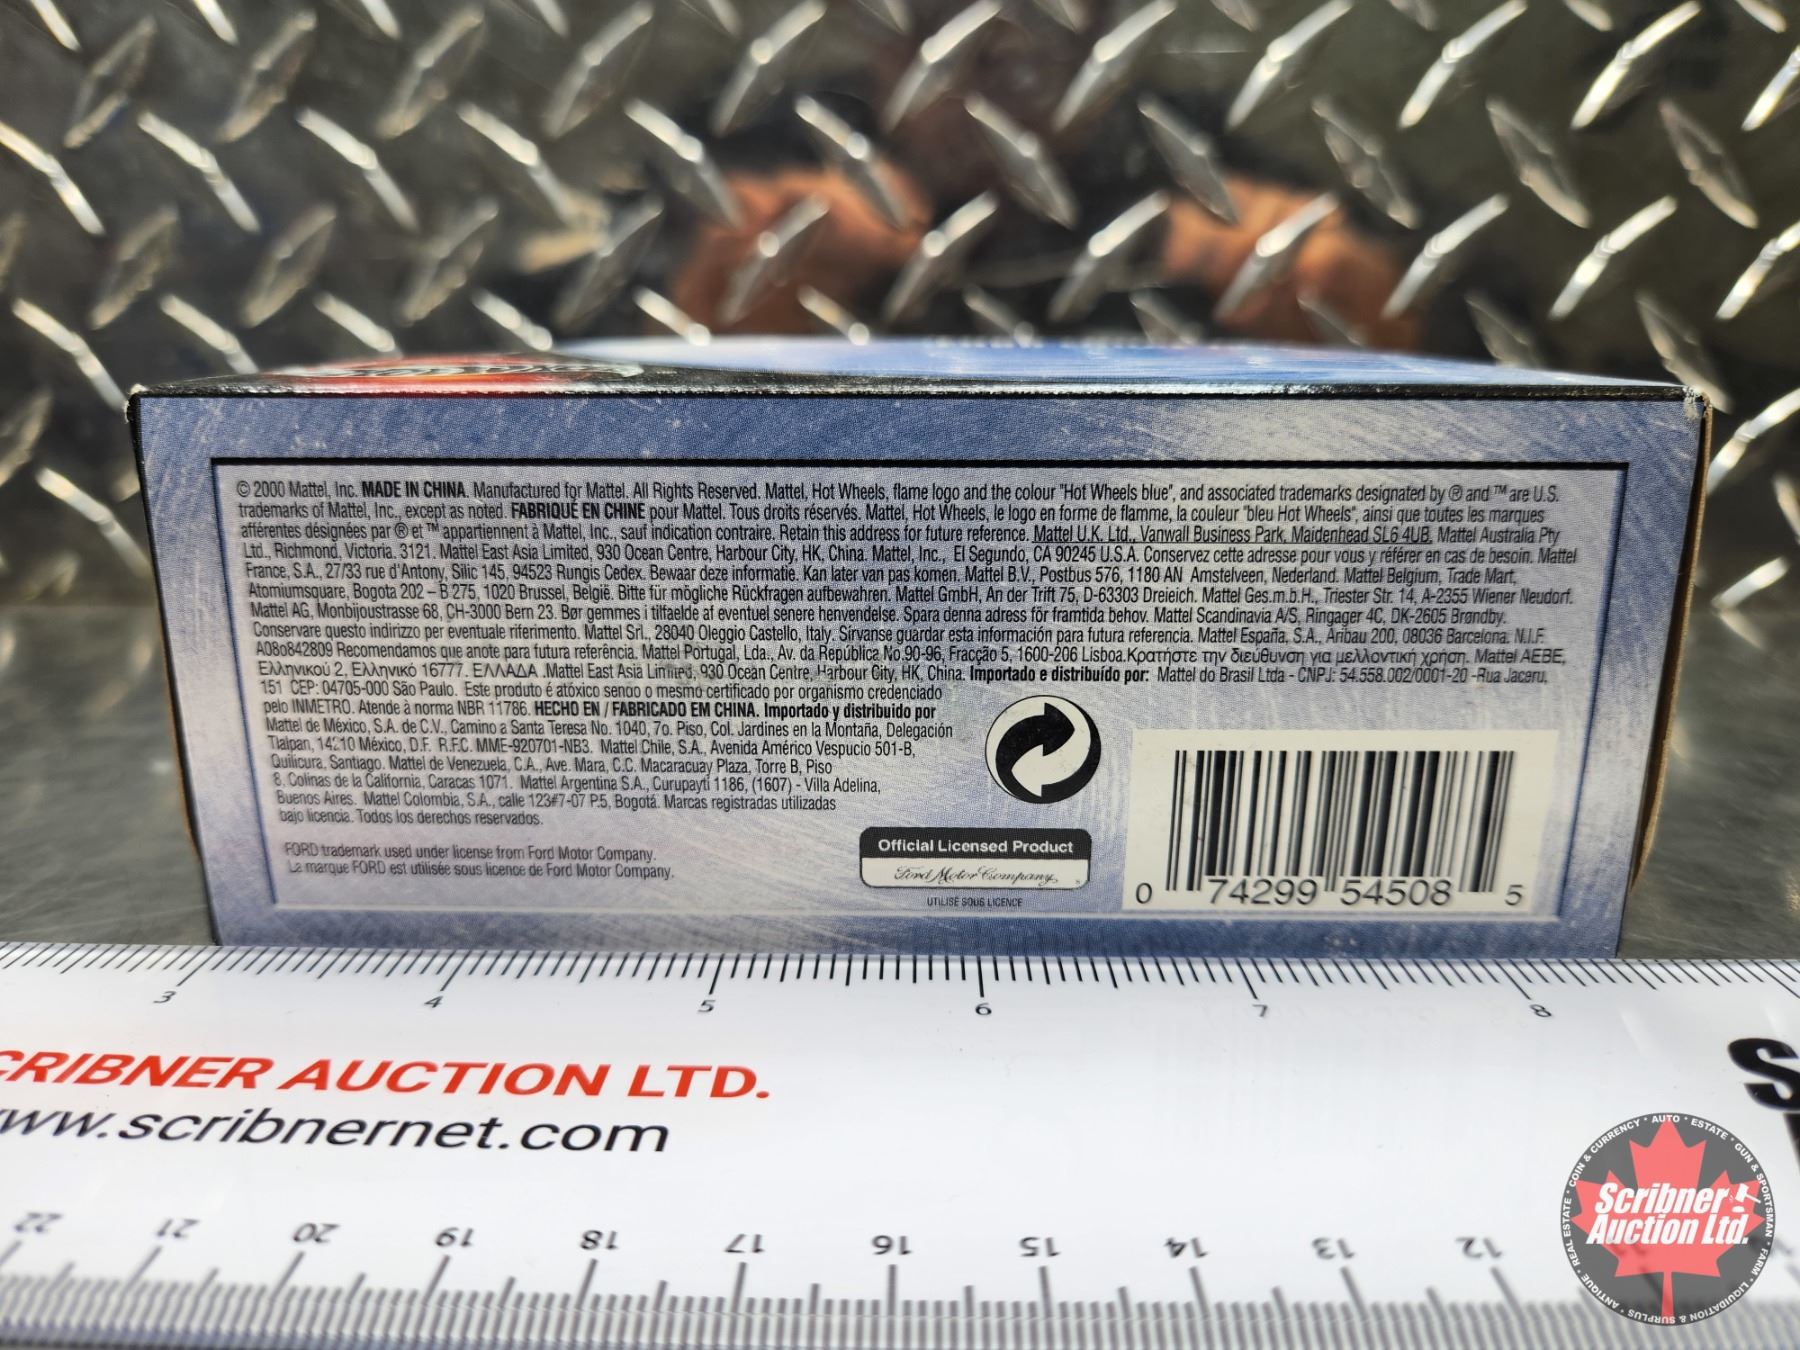 © 2000 Mattel, Inc. MADE IN CHINA. Manufactured for Mattel. All Rights Reserved. Mattel, Hot Wheels, flame logo and the colour "Hot Wheels blue", and associated trademarks designated by ® and ™ are U.S.
trademarks of Mattel, Inc., except as noted. FABRIQUÉ EN CHINE pour Mattel. Tous droits réservés. Mattel, Hot Wheels, le logo en forme de flamme, la couleur "bleu Hot Wheels", ainsi que toutes les marques
afférentes désignées par ® et ™ appartiennent à Mattel, Inc., sauf indication contraire. Retain this address for future reference. Mattel U.K. Ltd., Vanwall Business Park, Maidenhead SL6 4UB. Mattel Australia Pty
Ltd., Richmond, Victoria. 3121. Mattel East Asia Limited, 930 Ocean Centre, Harbour City, HK, China. Mattel, Inc., El Segundo, CA 90245 U.S.A. Conservez cette adresse pour vous y référer en cas de besoin. Mattel
France, S.A., 27/33 rue d'Antony, Silic 145, 94523 Rungis Cedex. Bewaar deze informatie. Kan later van pas komen. Mattel B.V., Postbus 576, 1180 AN Amstelveen, Nederland. Mattel Belgium, Trade Mart,
Atomiumsquare, Bogota 202 – B 275, 1020 Brussel, België. Bitte für mögliche Rückfragen aufbewahren. Mattel GmbH, An der Trift 75, D-63303 Dreieich. Mattel Ges.m.b.H., Triester Str. 14, A-2355 Wiener Neudorf.
Mattel AG, Monbijoustrasse 68, CH-3000 Bern 23. Bør gemmes i tilfaelde af eventuel senere henvendelse. Spara denna adress för framtida behov. Mattel Scandinavia A/S, Ringager 4C, DK-2605 Brøndby.
Conservare questo indirizzo per eventuale riferimento. Mattel Srl., 28040 Oleggio Castello, Italy. Sírvanse guardar esta información para futura referencia. Mattel España, S.A., Aribau 200, 08036 Barcelona. N.I.F.
A08o842809 Recomendamos que anote para futura referência. Mattel Portugal, Lda., Av. da República No.90-96, Fracção 5, 1600-206 Lisboa.Κρατήστε την διεύθυνση για μελλοντική χρήση. Mattel AEBE,
Ελληνικού 2, Ελληνικό 16777. ΕΛΛΑΔΑ .Mattel East Asia Limited, 930 Ocean Centre, Harbour City, HK, China. Importado e distribuído por: Mattel do Brasil Ltda - CNPJ: 54.558.002/0001-20 -Rua Jaceru,
151 CEP: 04705-000 São Paulo. Este produto é atóxico sendo o mesmo certificado por organismo credenciado
pelo INMETRO. Atende à norma NBR 11786. HECHO EN / FABRICADO EM CHINA. Importado y distribuido por
Mattel de México, S.A. de C.V., Camino a Santa Teresa No. 1040, 7o. Piso, Col. Jardines en la Montaña, Delegación
Tlalpan, 14210 México, D.F. R.F.C. MME-920701-NB3. Mattel Chile, S.A., Avenida Américo Vespucio 501-B,
Quilicura, Santiago. Mattel de Venezuela, C.A., Ave. Mara, C.C. Macaracuay Plaza, Torre B, Piso
8, Colinas de la California, Caracas 1071. Mattel Argentina S.A., Curupaytí 1186, (1607) - Villa Adelina,
Buenos Aires. Mattel Colombia, S.A., calle 123#7-07 P.5, Bogotá. Marcas registradas utilizadas
bajo licencia. Todos los derechos reservados.
FORD trademark used under license from Ford Motor Company.
La marque FORD est utilisée sous licence de Ford Motor Company.
Official Licensed Product
Ford Motor Company
UTILISÉ SOUS LICENCE
0 74299 54508 5
3 4 5 6 7 8
CRIBNER AUCTION LTD.
www.scribnernet.com
22 21 20 19 18 17 16 15 14 13 12
COIN & CURRENCY · AUTO · ESTATE · GUN & SPORTSMAN · FARM · LIQUIDATION & SURPLUS · ANTIQUE · REAL ESTATE
Scribner
Auction Ltd.